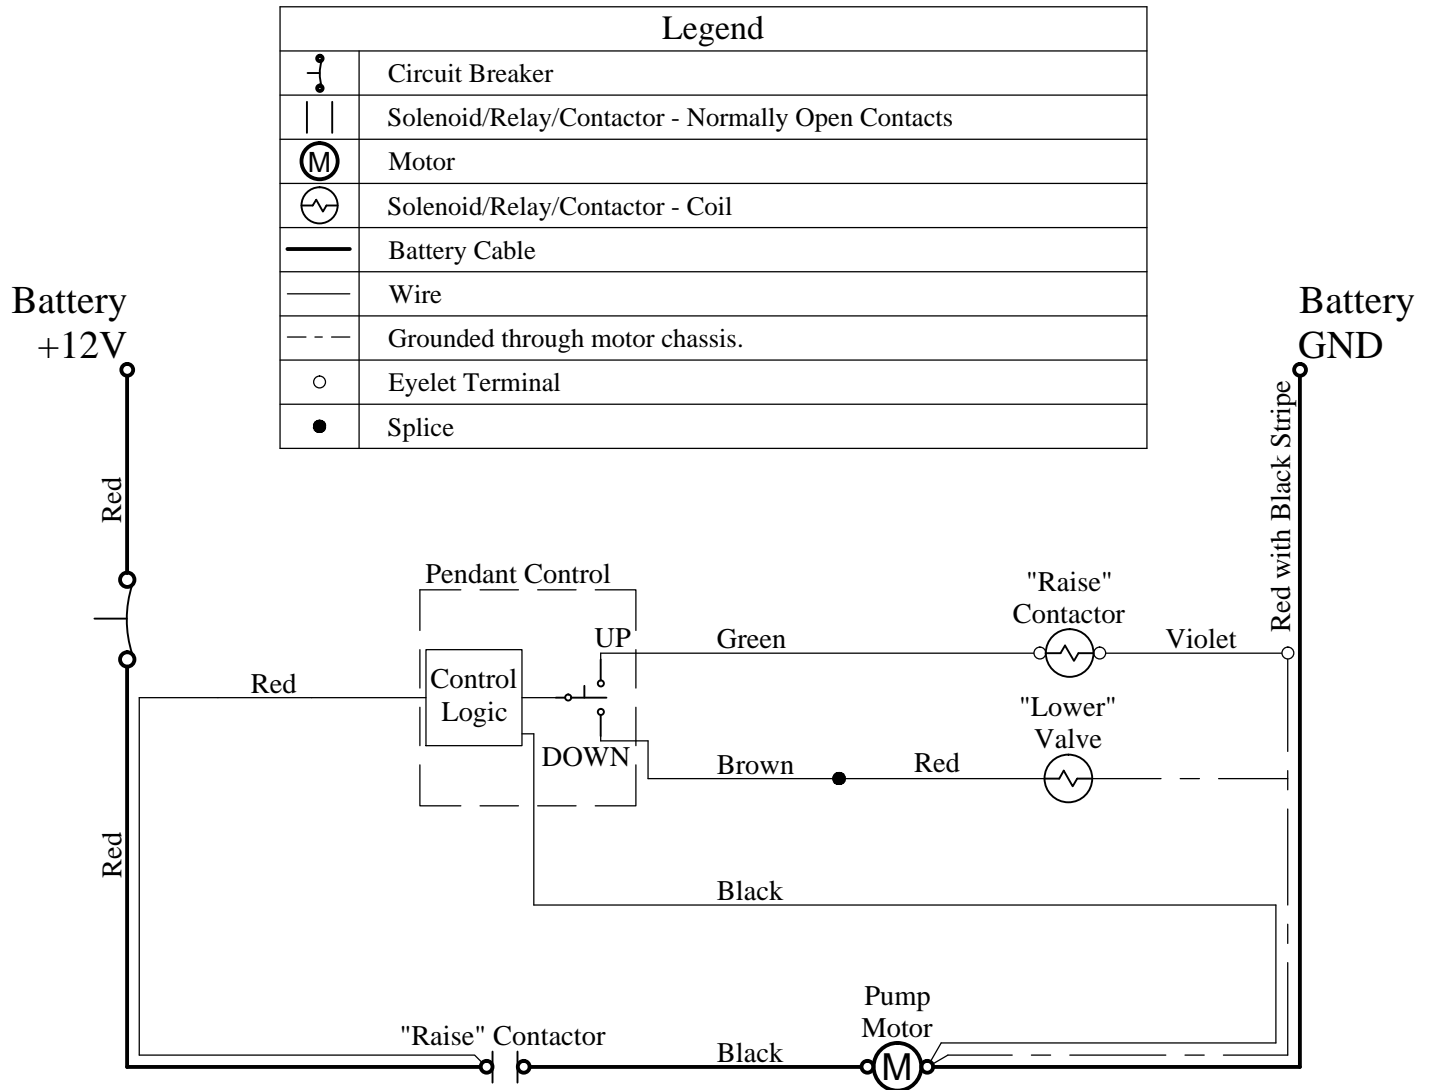 Legend
Circuit Breaker
Solenoid/Relay/Contactor - Normally Open Contacts
M
Motor
Solenoid/Relay/Contactor - Coil
Battery Cable
Wire
Grounded through motor chassis.
Eyelet Terminal
Splice
Battery
+12V
Battery
GND
Red
Red with Black Stripe
Pendant Control
UP
Green
"Raise"
Contactor
Violet
Red
Control
Logic
DOWN
"Lower"
Valve
Brown
Red
Red
Black
"Raise" Contactor
Black
Pump
Motor
M